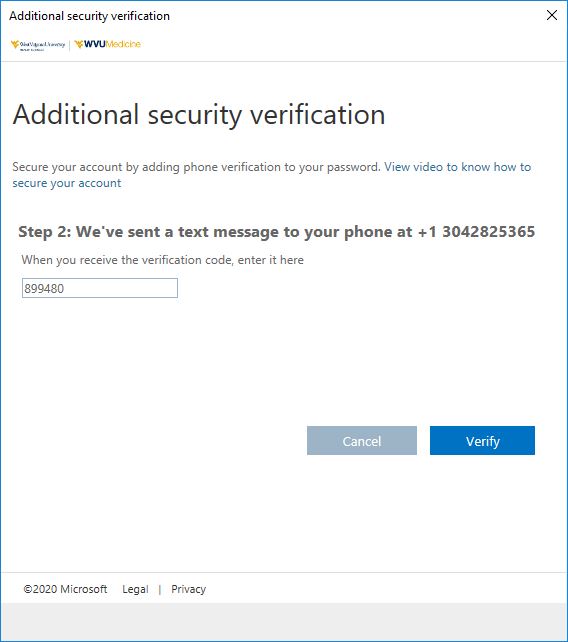 Additional security verification
West Virginia University
WVUMedicine
Additional security verification
Secure your account by adding phone verification to your password. View video to know how to
secure your account
Step 2: We've sent a text message to your phone at +1 3042825365
When you receive the verification code, enter it here
899480
Cancel Verify
©2020 Microsoft Legal | Privacy